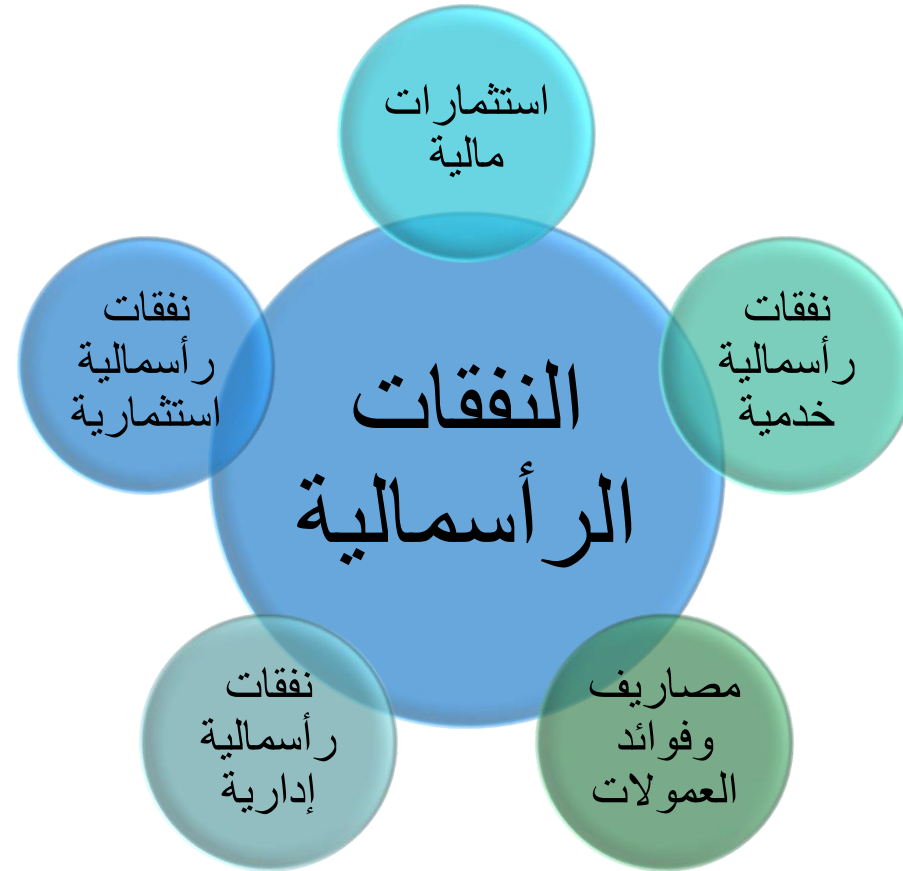 استثمارات
مالية
نفقات
رأسمالية
خدمية
نفقات
رأسمالية
استثمارية
النفقات
الرأسمالية
مصاريف
وفوائد
العمولات
نفقات
رأسمالية
إدارية